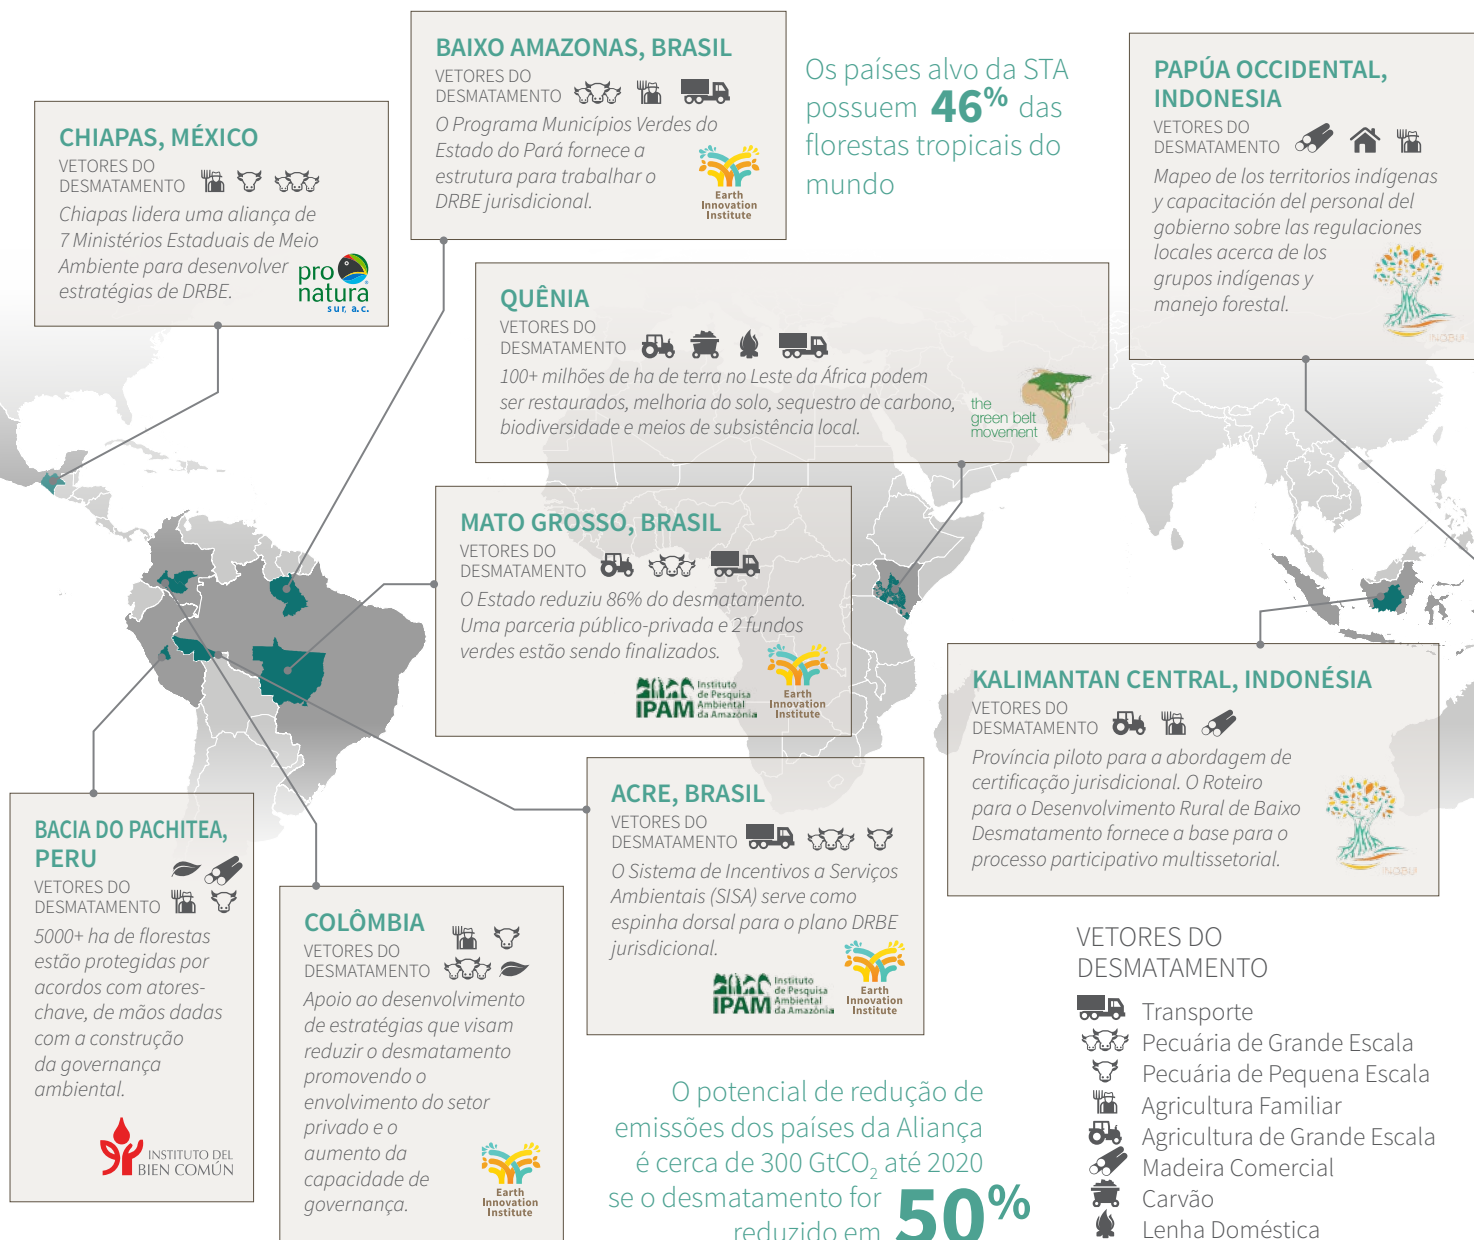 BAIXO AMAZONAS, BRASIL
VETORES DO
DESMATAMENTO
O Programa Municípios Verdes do
Estado do Pará fornece a
estrutura para trabalhar o
DRBE jurisdicional.
Earth
Innovation
Institute
Os países alvo da STA
possuem 46% das
florestas tropicais do
mundo
PAPÚA OCCIDENTAL,
INDONESIA
VETORES DO
DESMATAMENTO
Mapeo de los territorios indígenas
y capacitación del personal del
gobierno sobre las regulaciones
locales acerca de los
grupos indígenas y
manejo forestal.
INOBU
CHIAPAS, MÉXICO
VETORES DO
DESMATAMENTO
Chiapas lidera uma aliança de
7 Ministérios Estaduais de Meio
Ambiente para desenvolver
estratégias de DRBE.
pro
natura
sur, a.c.
QUÊNIA
VETORES DO
DESMATAMENTO
100+ milhões de ha de terra no Leste da África podem
ser restaurados, melhoria do solo, sequestro de carbono,
biodiversidade e meios de subsistência local.
the
green belt
movement
MATO GROSSO, BRASIL
VETORES DO
DESMATAMENTO
O Estado reduziu 86% do desmatamento.
Uma parceria público-privada e 2 fundos
verdes estão sendo finalizados.
IPAM
Instituto
de Pesquisa
Ambiental
da Amazônia
Earth
Innovation
Institute
KALIMANTAN CENTRAL, INDONÉSIA
VETORES DO
DESMATAMENTO
Província piloto para a abordagem de
certificação jurisdicional. O Roteiro
para o Desenvolvimento Rural de Baixo
Desmatamento fornece a base para o
processo participativo multissetorial.
INOBU
ACRE, BRASIL
VETORES DO
DESMATAMENTO
O Sistema de Incentivos a Serviços
Ambientais (SISA) serve como
espinha dorsal para o plano DRBE
jurisdicional.
IPAM
Instituto
de Pesquisa
Ambiental
da Amazônia
Earth
Innovation
Institute
BACIA DO PACHITEA,
PERU
VETORES DO
DESMATAMENTO
5000+ ha de florestas
estão protegidas por
acordos com atores-
chave, de mãos dadas
com a construção
da governança
ambiental.
INSTITUTO DEL
BIEN COMÚN
COLÔMBIA
VETORES DO
DESMATAMENTO
Apoio ao desenvolvimento
de estratégias que visam
reduzir o desmatamento
promovendo o
envolvimento do setor
privado e o
aumento da
capacidade de
governança.
Earth
Innovation
Institute
O potencial de redução de
emissões dos países da Aliança
é cerca de 300 GtCO₂ até 2020
se o desmatamento for
reduzido em 50%
VETORES DO
DESMATAMENTO
Transporte
Pecuária de Grande Escala
Pecuária de Pequena Escala
Agricultura Familiar
Agricultura de Grande Escala
Madeira Comercial
Carvão
Lenha Doméstica